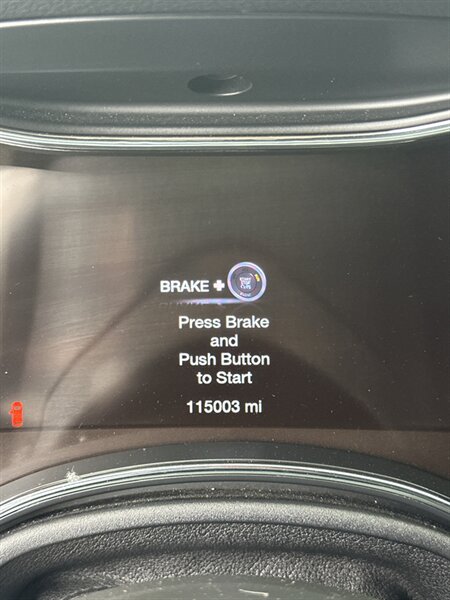 BRAKE +
Press Brake
and
Push Button
to Start
115003 mi